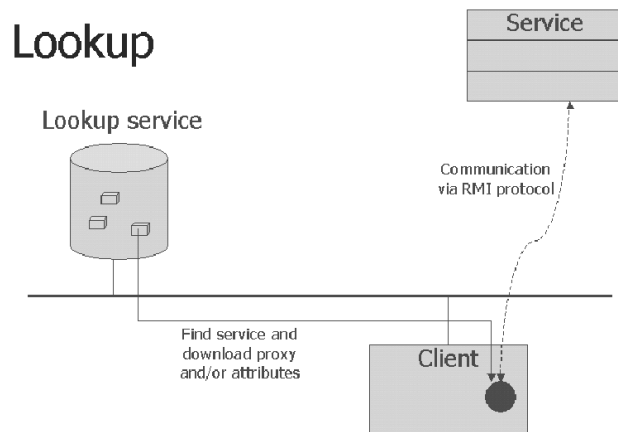 Lookup
Service
Lookup service
Communication
via RMI protocol
Find service and
download proxy
and/or attributes
Client